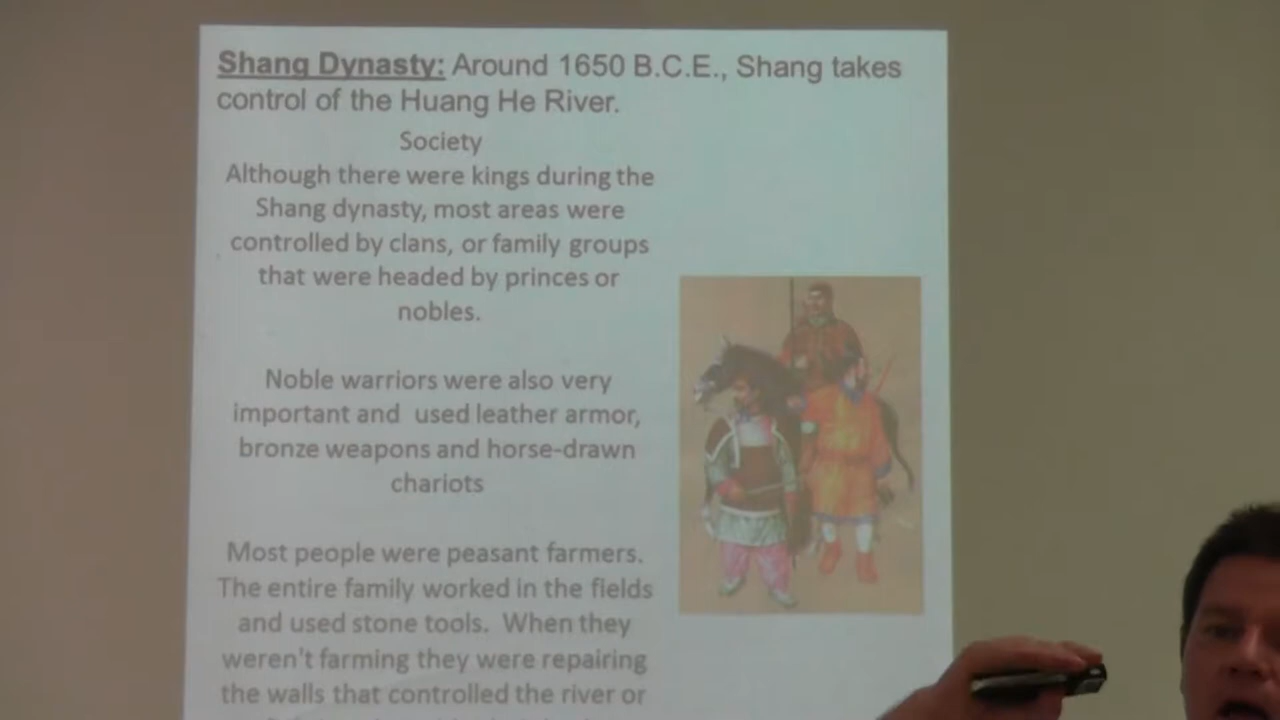 Shang Dynasty: Around 1650 B.C.E., Shang takes
control of the Huang He River.
Society
Although there were kings during the
Shang dynasty, most areas were
controlled by clans, or family groups
that were headed by princes or
nobles.
Noble warriors were also very
important and used leather armor,
bronze weapons and horse-drawn
chariots
Most people were peasant farmers.
The entire family worked in the fields
and used stone tools. When they
weren't farming they were repairing
the walls that controlled the river or